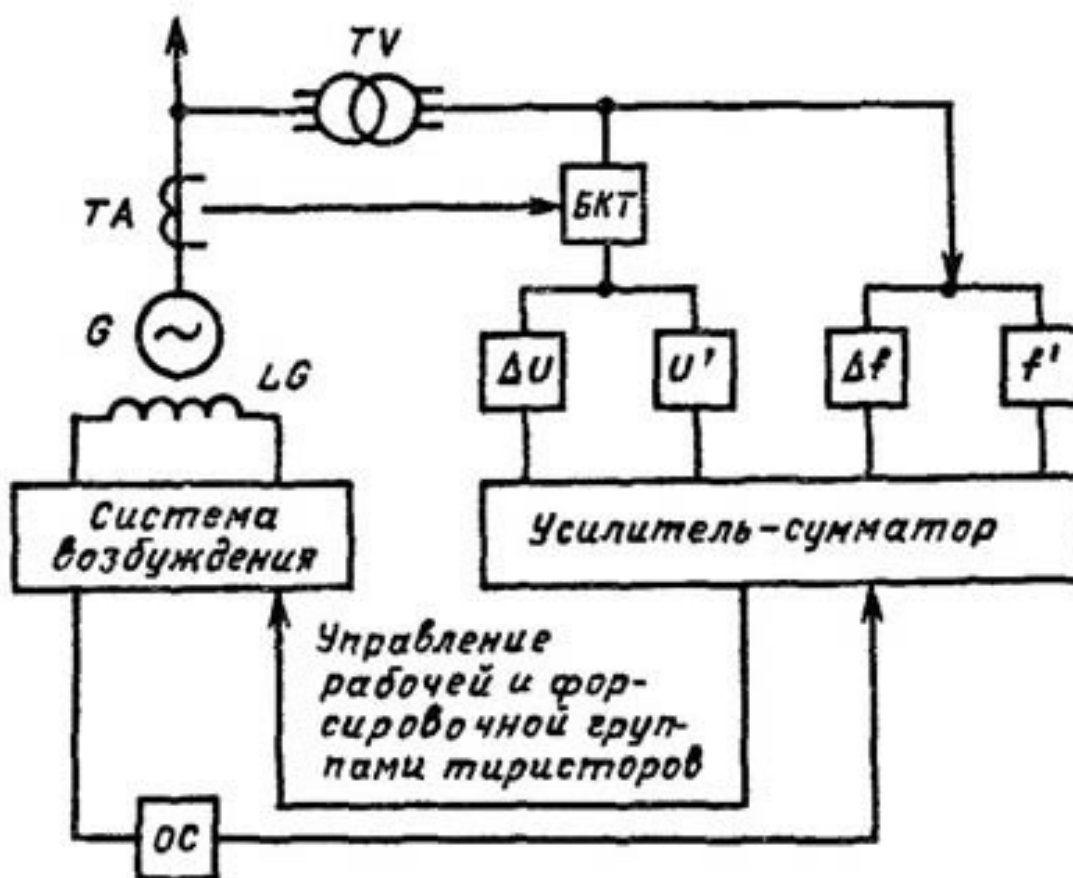 TV
TA
БКТ
G
LG
ΔU
U'
Δf
f'
Система
возбуждения
Усилитель-сумматор
Управление
рабочей и фор-
сировочной груп-
пами тиристоров
ОС